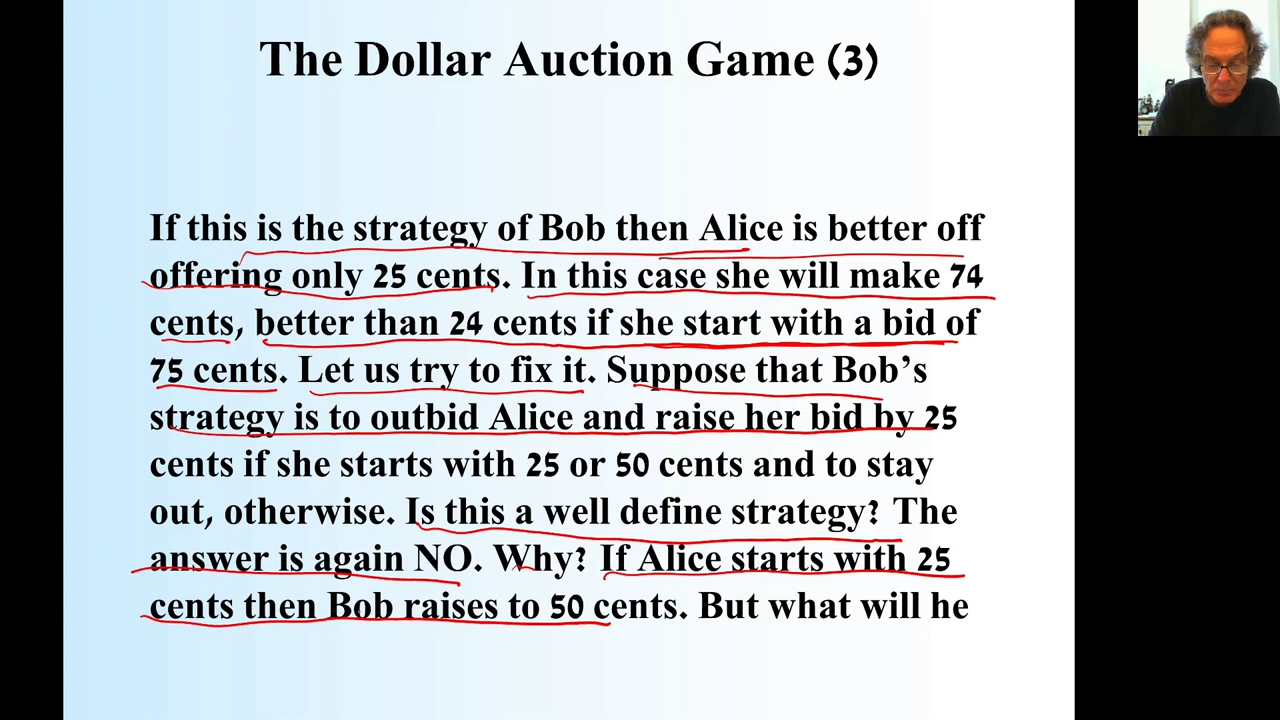 The Dollar Auction Game (3)
If this is the strategy of Bob then Alice is better off
offering only 25 cents. In this case she will make 74
cents, better than 24 cents if she start with a bid of
75 cents. Let us try to fix it. Suppose that Bob’s
strategy is to outbid Alice and raise her bid by 25
cents if she starts with 25 or 50 cents and to stay
out, otherwise. Is this a well define strategy? The
answer is again NO. Why? If Alice starts with 25
cents then Bob raises to 50 cents. But what will he